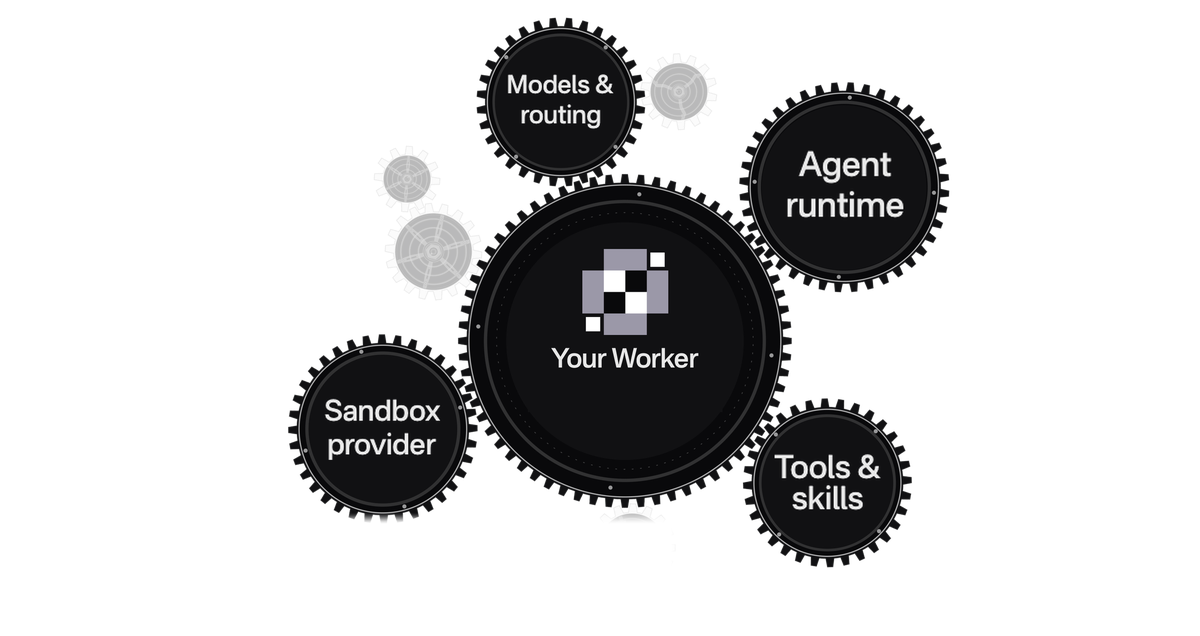 Models &
routing
Agent
runtime
Your Worker
Sandbox
provider
Tools &
skills